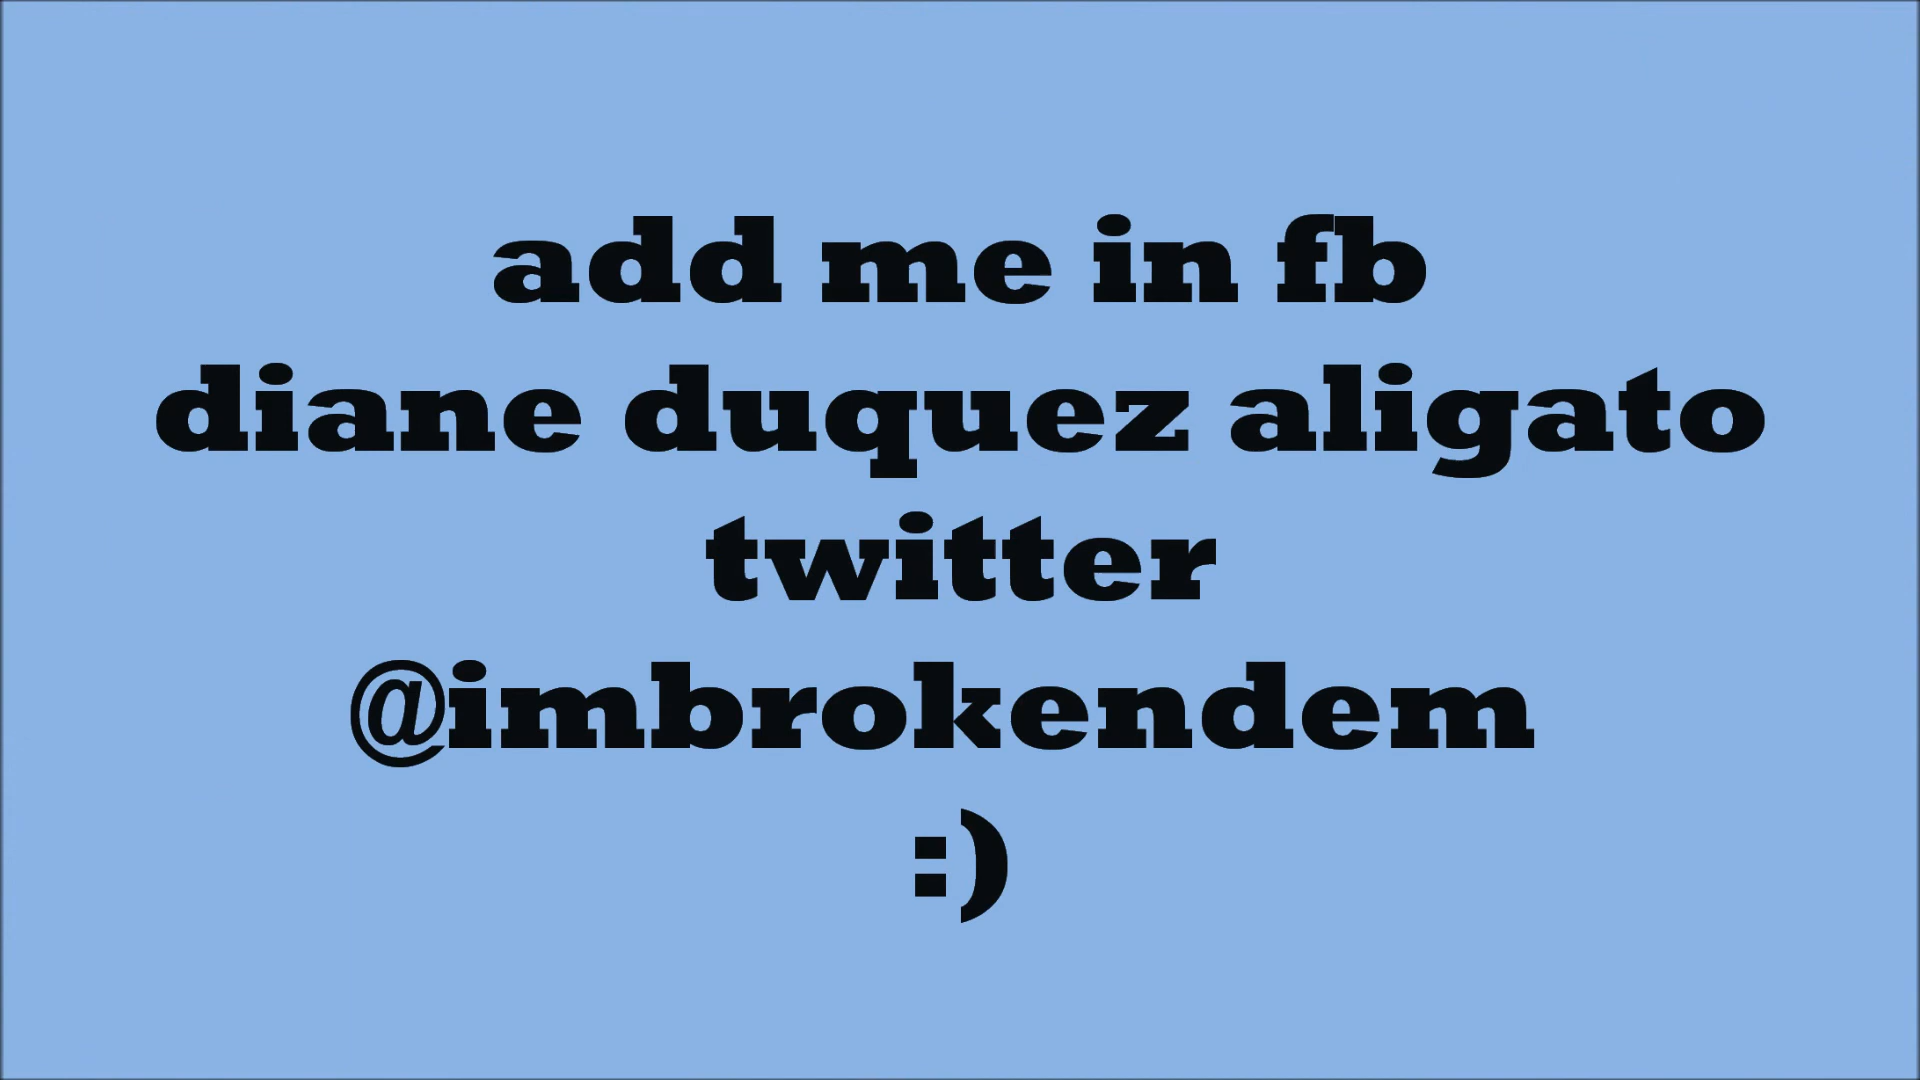 add me in fb
diane duquez aligato
twitter
@imbrokendem
:)